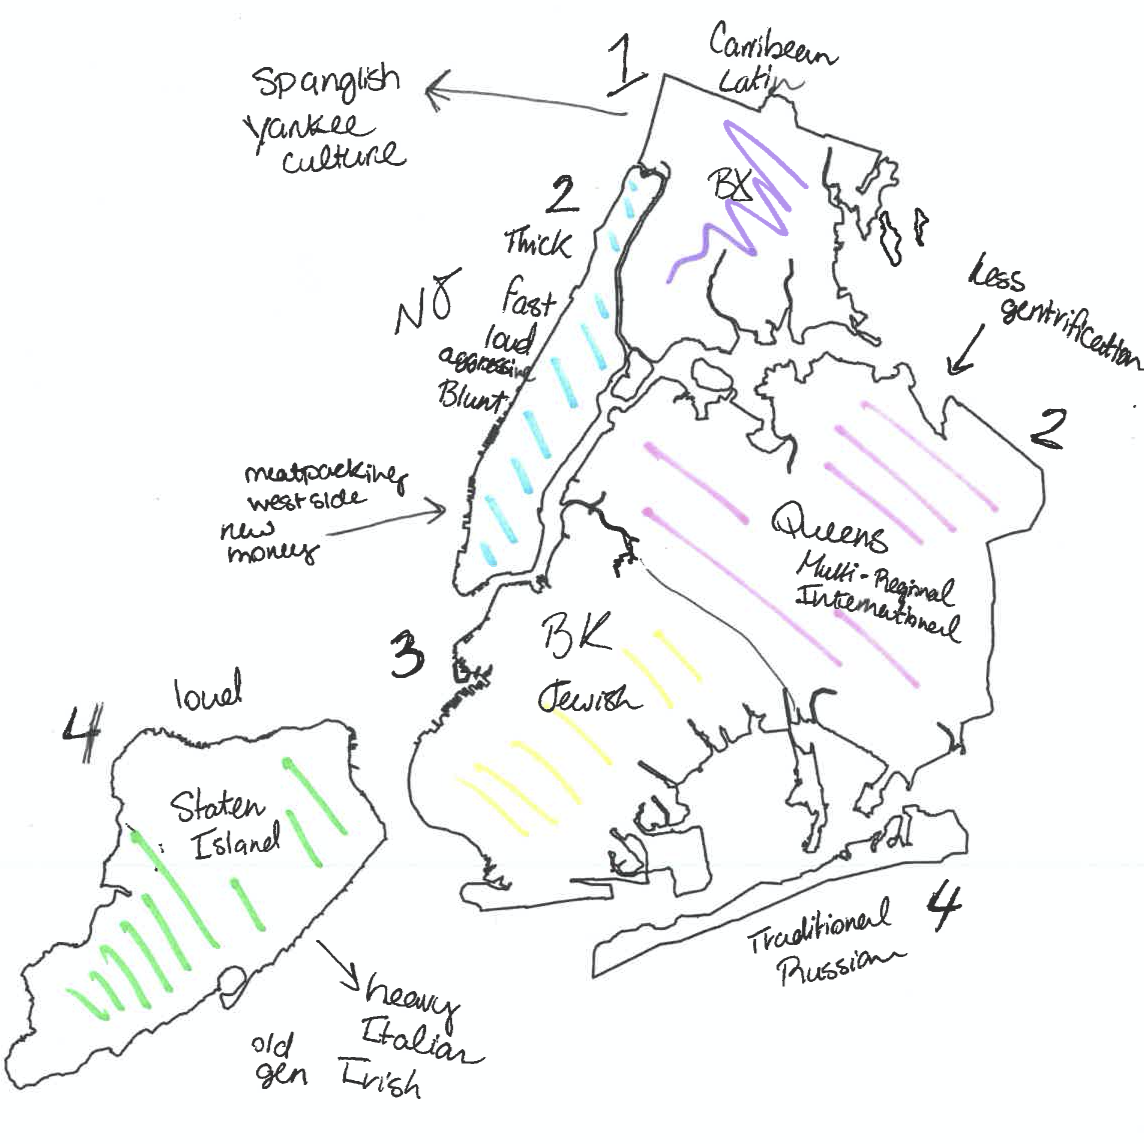 1
Carribean
Latin
Spanglish
Yankee
culture
BX
2
Thick
Fast
loud
aggressive
Blunt
Less
gentrification
2
meatpacking
westside
new
money
Queens
Multi-Regional
International
3
BK
Jewish
4
loud
Staten
Island
4
Traditional
Russian
heavy
Italian
Irish
old
gen